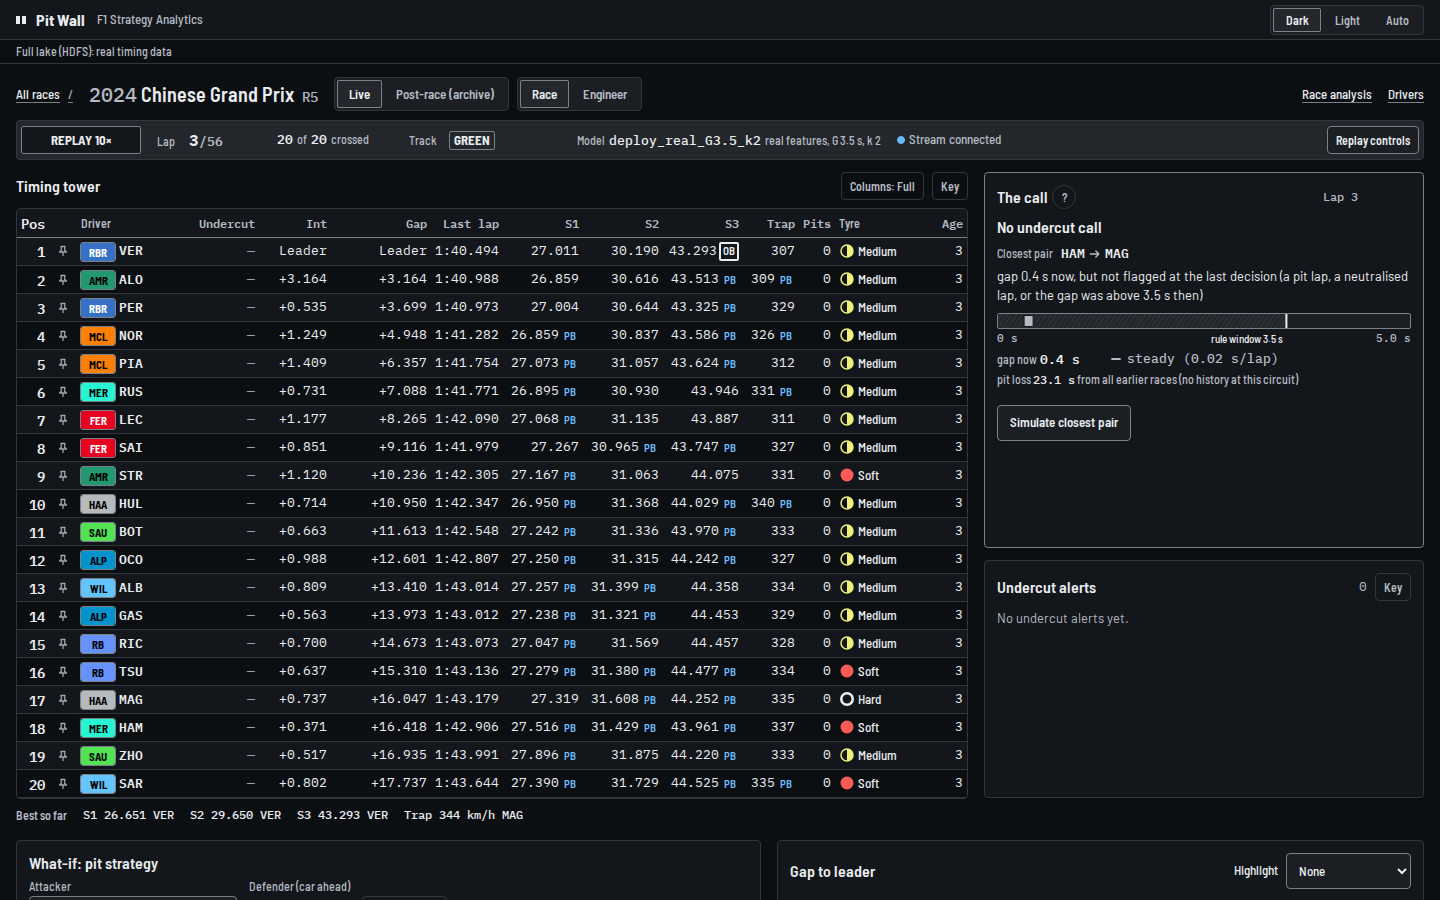 Pit Wall F1 Strategy Analytics Dark Light Auto
Full lake (HDFS): real timing data
All races / 2024 Chinese Grand Prix R5 Live Post-race (archive) Race Engineer Race analysis Drivers
REPLAY 10× Lap 3/56 20 of 20 crossed Track GREEN Model deploy_real_G3.5_k2 real features, G 3.5 s, k 2 Stream connected Replay controls
Timing tower Columns: Full Key
Pos Driver Undercut Int Gap Last lap S1 S2 S3 Trap Pits Tyre Age
1 RBR VER — Leader Leader 1:40.494 27.011 30.190 43.293 OB 307 0 Medium 3
2 AMR ALO — +3.164 +3.164 1:40.988 26.859 30.616 43.513 PB 309 PB 0 Medium 3
3 RBR PER — +0.535 +3.699 1:40.973 27.004 30.644 43.325 PB 329 0 Medium 3
4 MCL NOR — +1.249 +4.948 1:41.282 26.859 PB 30.837 43.586 PB 326 PB 0 Medium 3
5 MCL PIA — +1.409 +6.357 1:41.754 27.073 PB 31.057 43.624 PB 312 0 Medium 3
6 MER RUS — +0.731 +7.088 1:41.771 26.895 PB 30.930 43.946 331 PB 0 Medium 3
7 FER LEC — +1.177 +8.265 1:42.090 27.068 PB 31.135 43.887 311 0 Medium 3
8 FER SAI — +0.851 +9.116 1:41.979 27.267 30.965 PB 43.747 PB 327 0 Medium 3
9 AMR STR — +1.120 +10.236 1:42.305 27.167 PB 31.063 44.075 331 0 Soft 3
10 HAA HUL — +0.714 +10.950 1:42.347 26.950 PB 31.368 44.029 PB 340 PB 0 Medium 3
11 SAU BOT — +0.663 +11.613 1:42.548 27.242 PB 31.336 43.970 PB 333 0 Medium 3
12 ALP OCO — +0.988 +12.601 1:42.807 27.250 PB 31.315 44.242 PB 327 0 Medium 3
13 WIL ALB — +0.809 +13.410 1:43.014 27.257 PB 31.399 PB 44.358 334 0 Medium 3
14 ALP GAS — +0.563 +13.973 1:43.012 27.238 PB 31.321 PB 44.453 329 0 Medium 3
15 RB RIC — +0.700 +14.673 1:43.073 27.047 PB 31.569 44.457 328 0 Medium 3
16 RB TSU — +0.637 +15.310 1:43.136 27.279 PB 31.380 PB 44.477 PB 334 0 Soft 3
17 HAA MAG — +0.737 +16.047 1:43.179 27.319 31.608 PB 44.252 PB 335 0 Hard 3
18 MER HAM — +0.371 +16.418 1:42.906 27.516 PB 31.429 PB 43.961 PB 337 0 Soft 3
19 SAU ZHO — +0.517 +16.935 1:43.991 27.896 PB 31.875 44.220 PB 333 0 Medium 3
20 WIL SAR — +0.802 +17.737 1:43.644 27.390 PB 31.729 44.525 PB 335 PB 0 Soft 3
Best so far S1 26.651 VER S2 29.650 VER S3 43.293 VER Trap 344 km/h MAG
The call ? Lap 3
No undercut call
Closest pair HAM → MAG
gap 0.4 s now, but not flagged at the last decision (a pit lap, a neutralised
lap, or the gap was above 3.5 s then)
0 s rule window 3.5 s 5.0 s
gap now 0.4 s — steady (0.02 s/lap)
pit loss 23.1 s from all earlier races (no history at this circuit)
Simulate closest pair
Undercut alerts 0 Key
No undercut alerts yet.
What-if: pit strategy
Attacker Defender (car ahead)
Gap to leader Highlight None